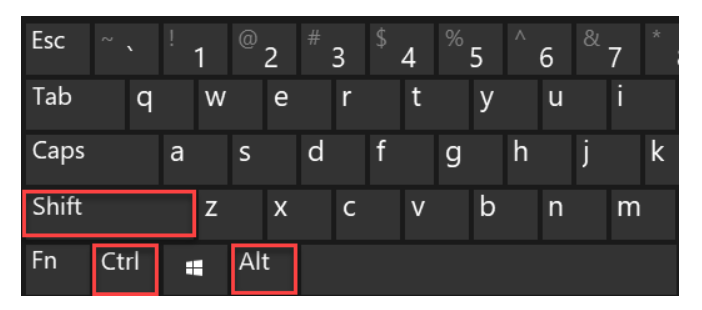 Esc ~ ` ! 1 @ 2 # 3 $ 4 % 5 ^ 6 & 7 *
Tab q w e r t y u i
Caps a s d f g h j k
Shift z x c v b n m
Fn Ctrl Alt